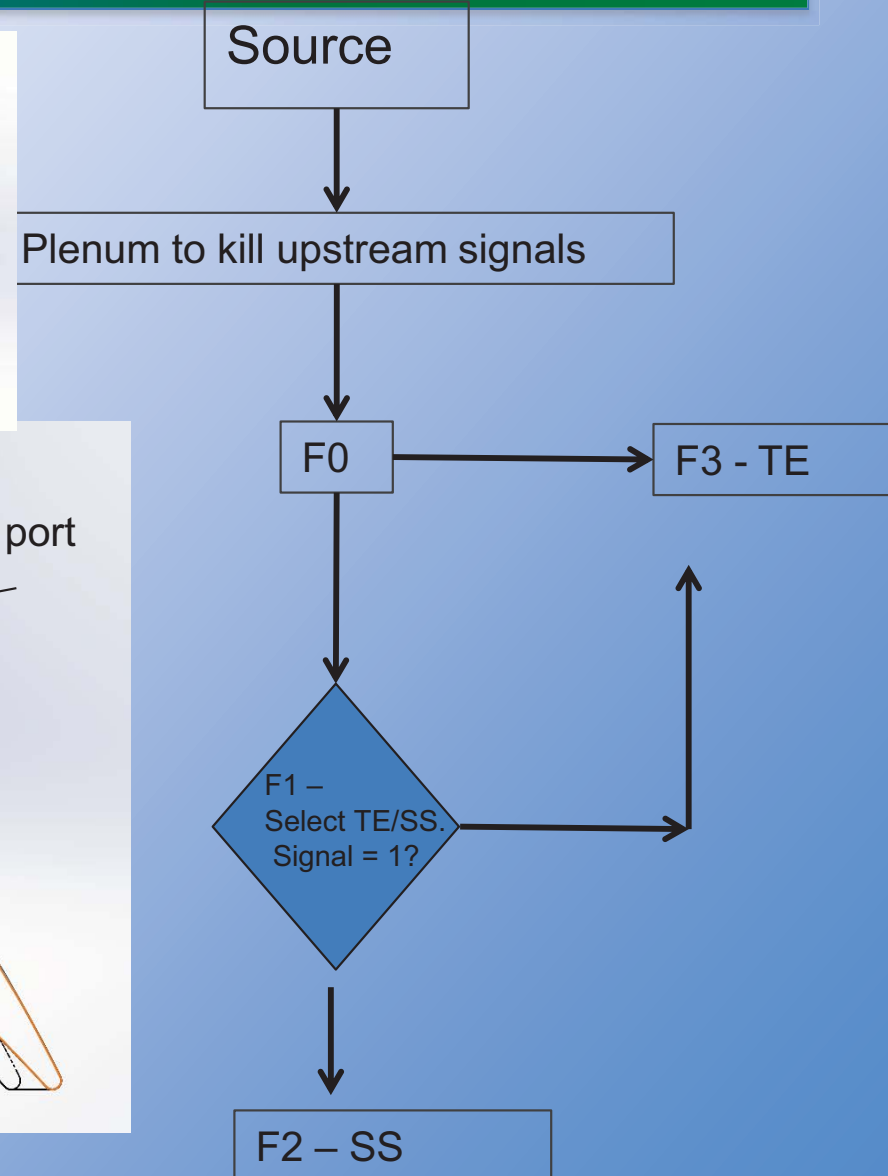 Source
Plenum to kill upstream signals
F0
F3 - TE
port
F1 –
Select TE/SS.
Signal = 1?
F2 – SS